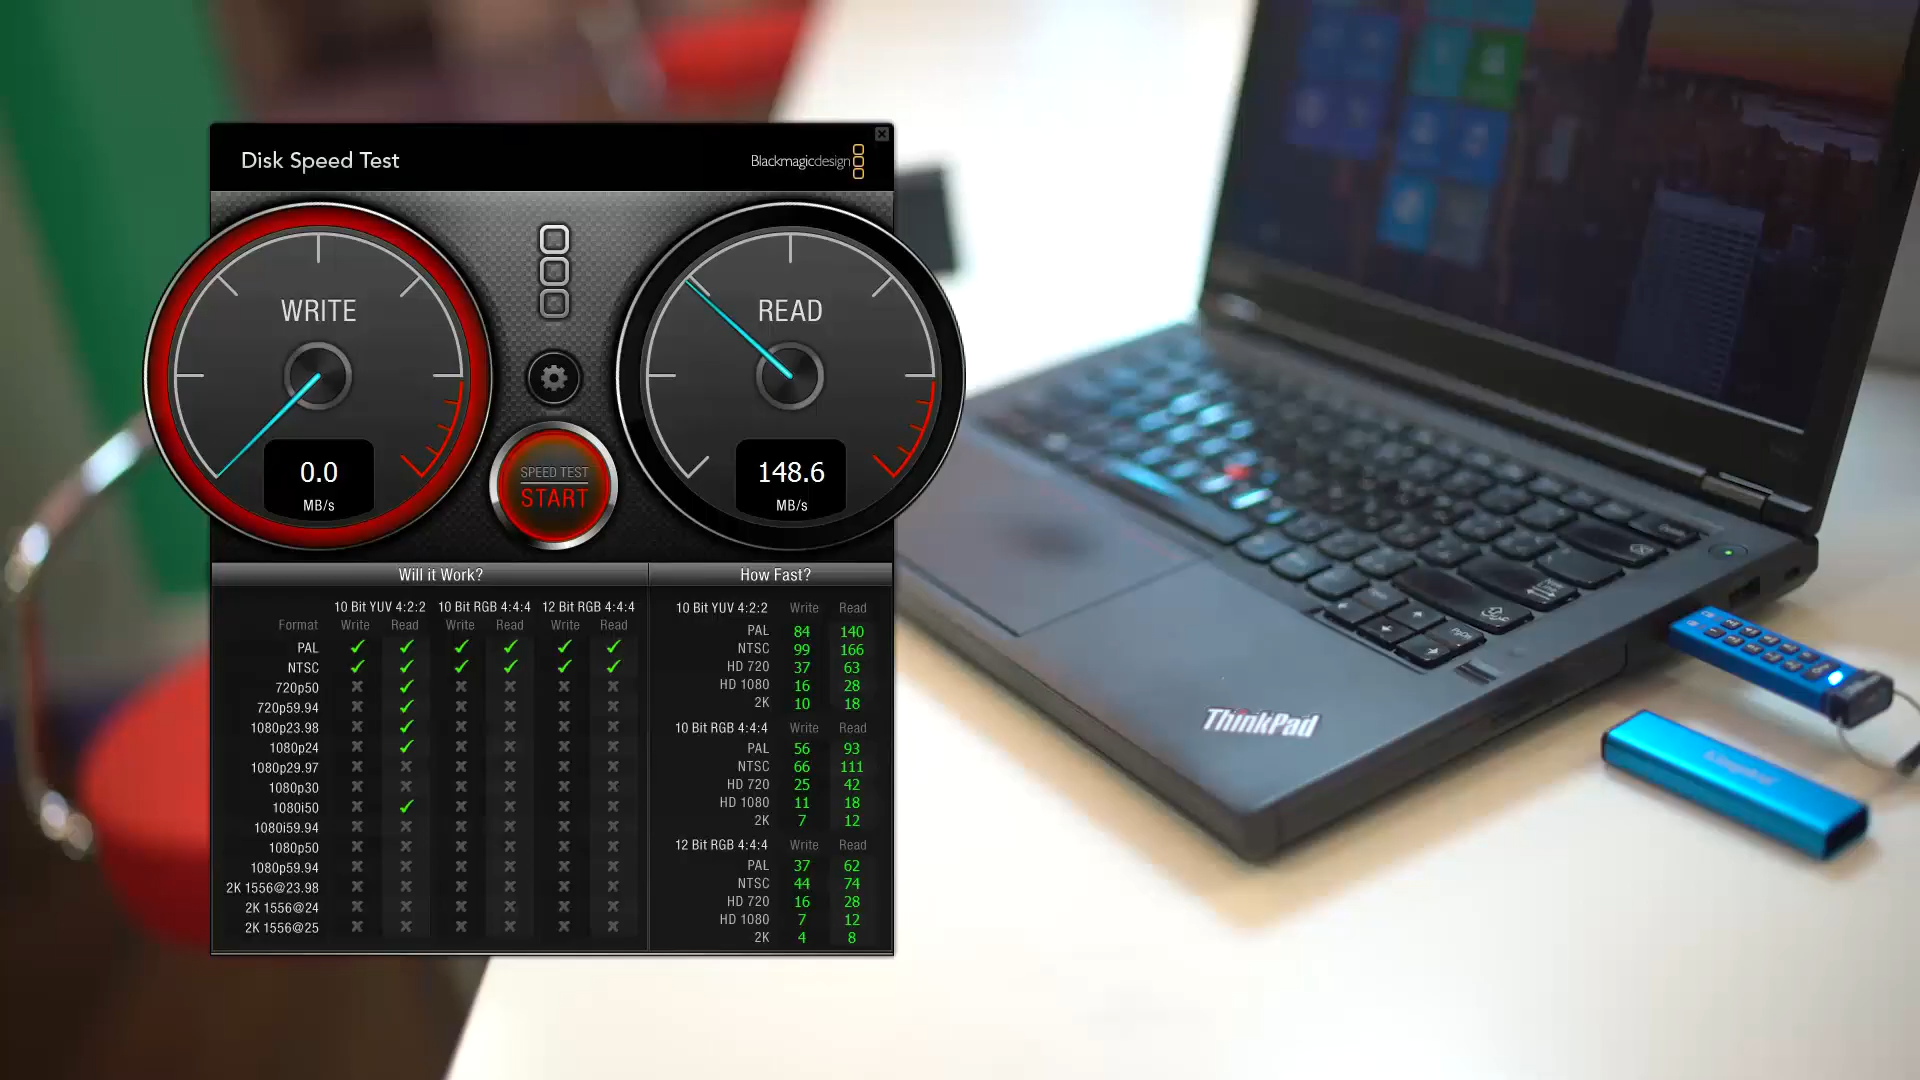 Disk Speed Test
Blackmagicdesign
WRITE
0.0
MB/s
SPEED TEST
START
READ
148.6
MB/s
Will it Work?
10 Bit YUV 4:2:2 10 Bit RGB 4:4:4 12 Bit RGB 4:4:4
Format Write Read Write Read Write Read
PAL ✓ ✓ ✓ ✓ ✓ ✓
NTSC ✓ ✓ ✓ ✓ ✓ ✓
720p50 x ✓ x x x x
720p59.94 x ✓ x x x x
1080p23.98 x ✓ x x x x
1080p24 x ✓ x x x x
1080p29.97 x x x x x x
1080p30 x x x x x x
1080i50 x ✓ x x x x
1080i59.94 x x x x x x
1080p50 x x x x x x
1080p59.94 x x x x x x
2K 1556@23.98 x x x x x x
2K 1556@24 x x x x x x
2K 1556@25 x x x x x x
How Fast?
10 Bit YUV 4:2:2 Write Read
PAL 84 140
NTSC 99 166
HD 720 37 63
HD 1080 16 28
2K 10 18
10 Bit RGB 4:4:4 Write Read
PAL 56 93
NTSC 66 111
HD 720 25 42
HD 1080 11 18
2K 7 12
12 Bit RGB 4:4:4 Write Read
PAL 37 62
NTSC 44 74
HD 720 16 28
HD 1080 7 12
2K 4 8
ThinkPad